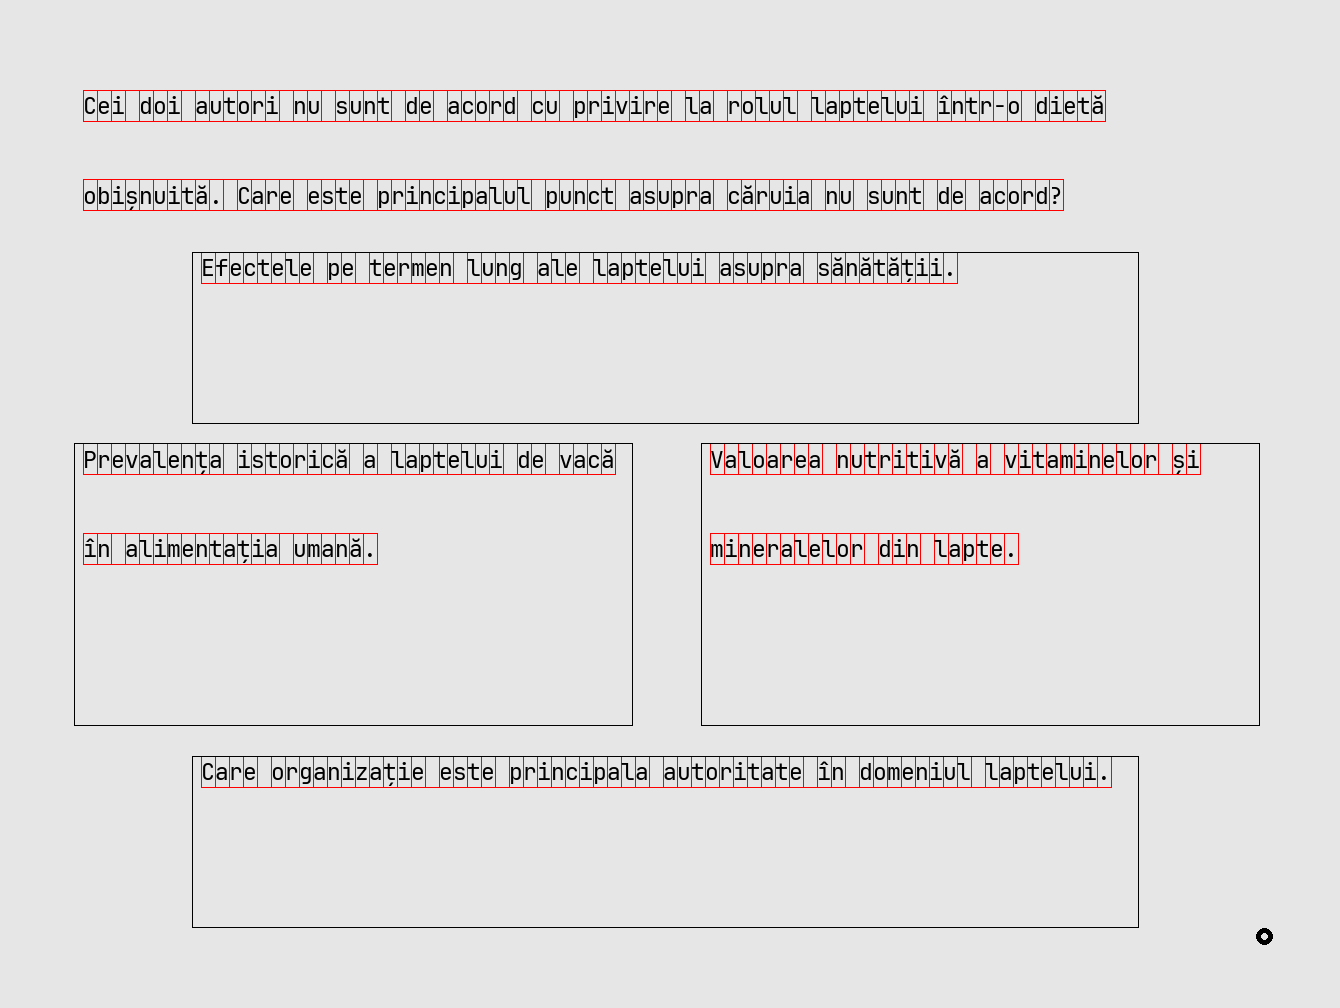 Cei doi autori nu sunt de acord cu privire la rolul laptelui într-o dietă
obișnuită. Care este principalul punct asupra căruia nu sunt de acord?
Efectele pe termen lung ale laptelui asupra sănătății.
Prevalența istorică a laptelui de vacă
în alimentația umană.
Valoarea nutritivă a vitaminelor și
mineralelor din lapte.
Care organizație este principala autoritate în domeniul laptelui.